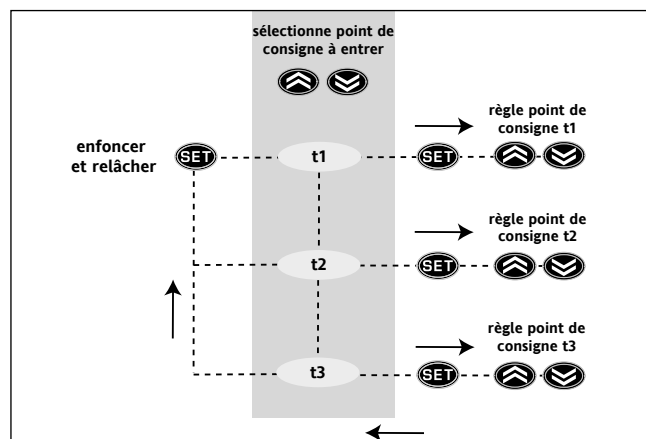 sélectionne point de
consigne à entrer
enfoncer
et relâcher
SET
t1
SET
règle point de
consigne t1
t2
SET
règle point de
consigne t2
t3
SET
règle point de
consigne t3